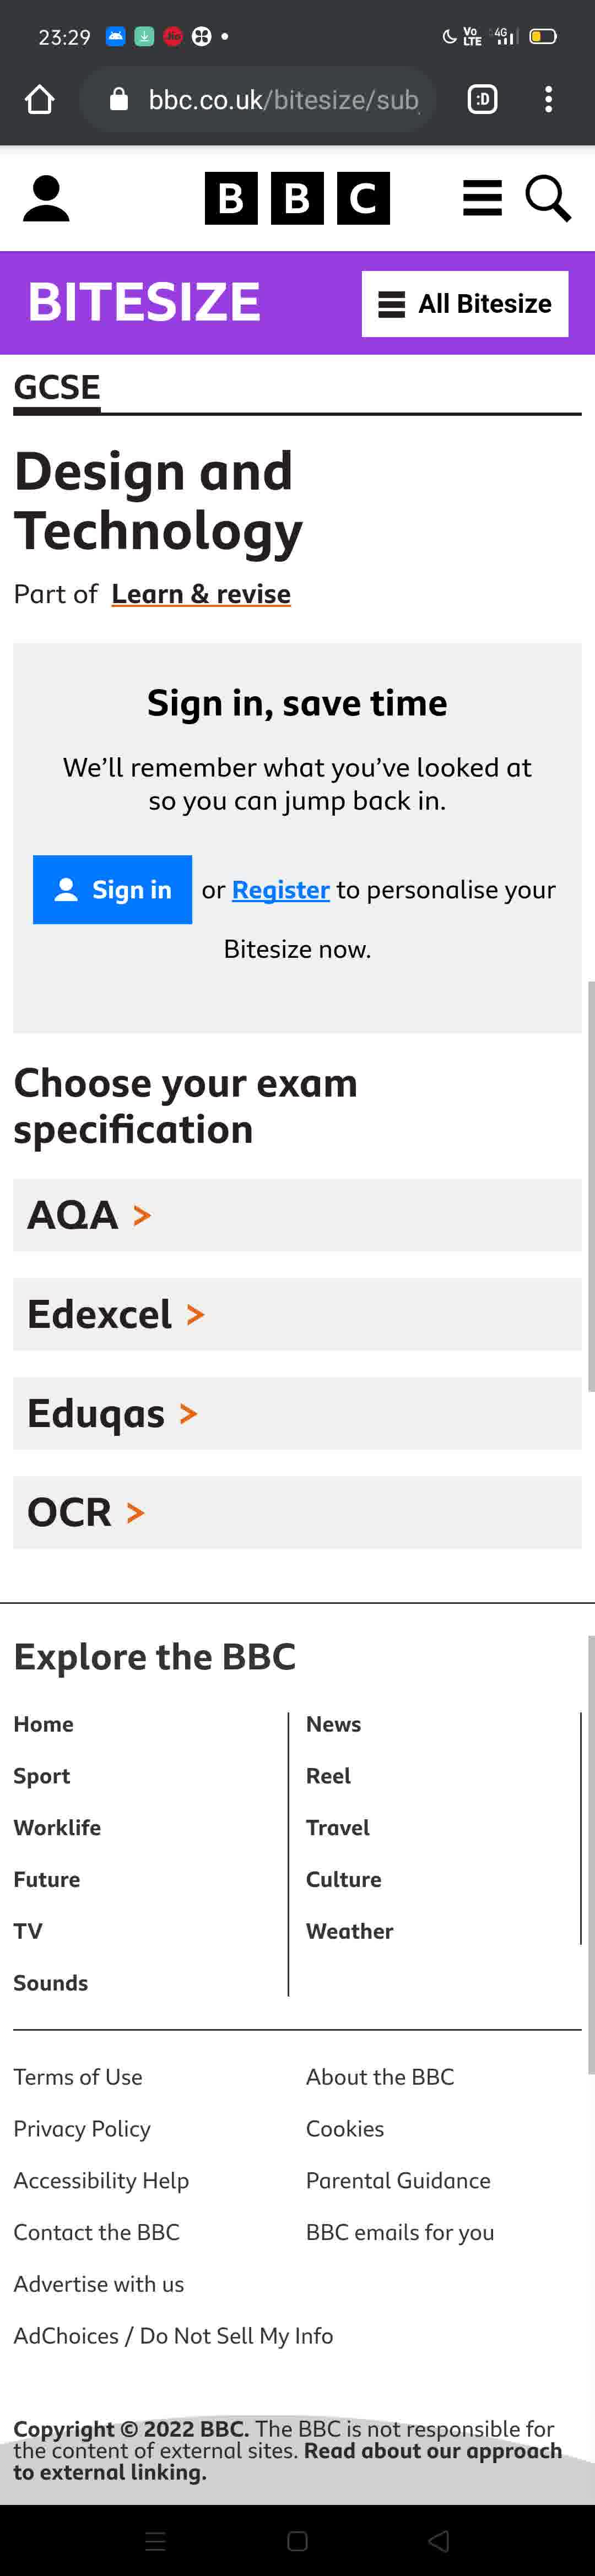 23:29
Jio
Vo
LTE
4G
bbc.co.uk/bitesize/sub
:D
BBC
BITESIZE
All Bitesize
GCSE
Design and
Technology
Part of Learn & revise
Sign in, save time
We'll remember what you've looked at
so you can jump back in.
Sign in or Register to personalise your
Bitesize now.
Choose your exam
specification
AQA >
Edexcel >
Eduqas >
OCR >
Explore the BBC
Home
News
Sport
Reel
Worklife
Travel
Future
Culture
TV
Weather
Sounds
Terms of Use
About the BBC
Privacy Policy
Cookies
Accessibility Help
Parental Guidance
Contact the BBC
BBC emails for you
Advertise with us
AdChoices / Do Not Sell My Info
Copyright © 2022 BBC. The BBC is not responsible for
the content of external sites. Read about our approach
to external linking.